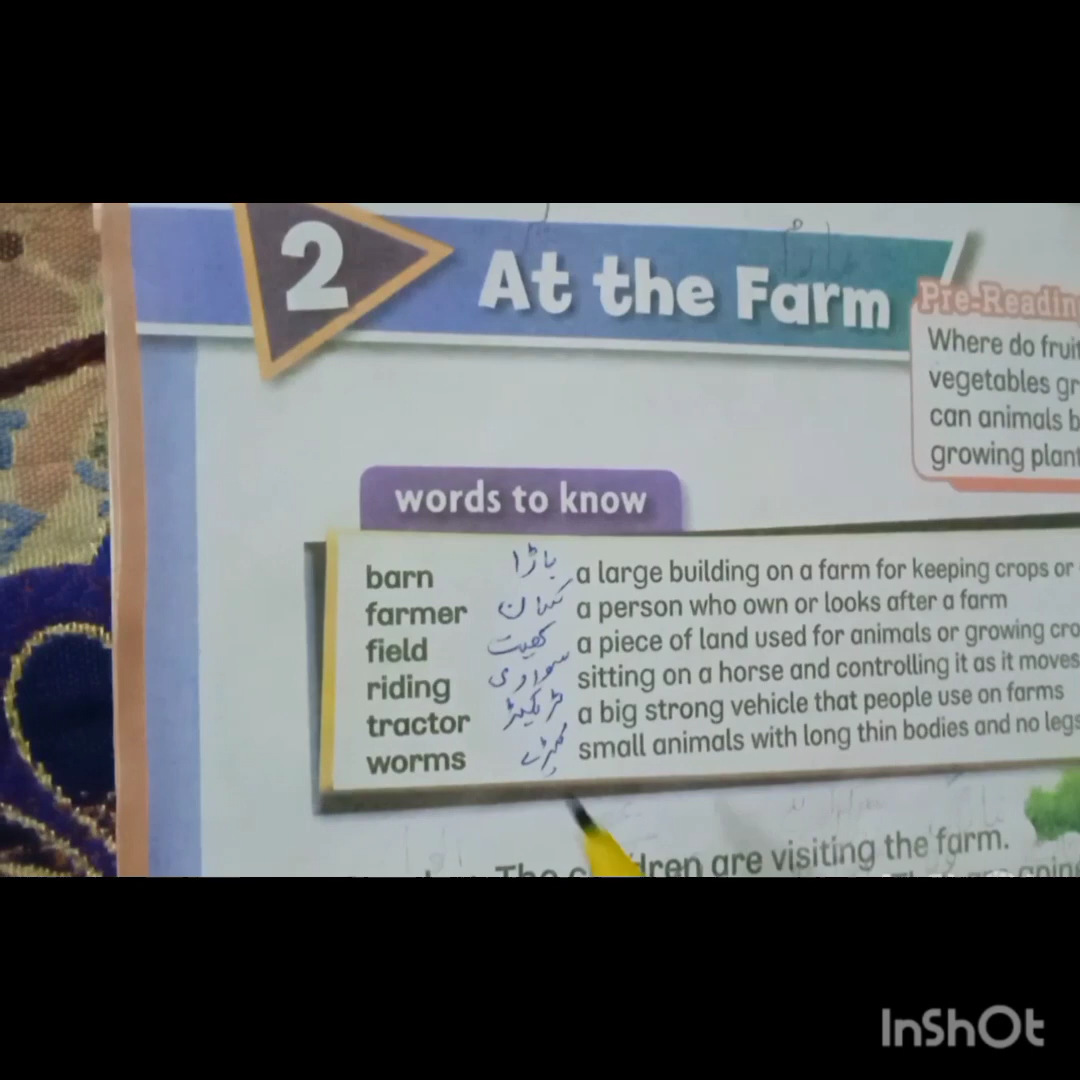 2 At the Farm
Pre-Readin
Where do fruit
vegetables gr
can animals b
growing plant
words to know
barn باڑا a large building on a farm for keeping crops or
farmer کسان a person who own or looks after a farm
field کھیت a piece of land used for animals or growing cro
riding سواری sitting on a horse and controlling it as it moves
tractor ٹریکٹر a big strong vehicle that people use on farms
worms کیڑے small animals with long thin bodies and no legs
The dren are visiting the farm.
InShOt